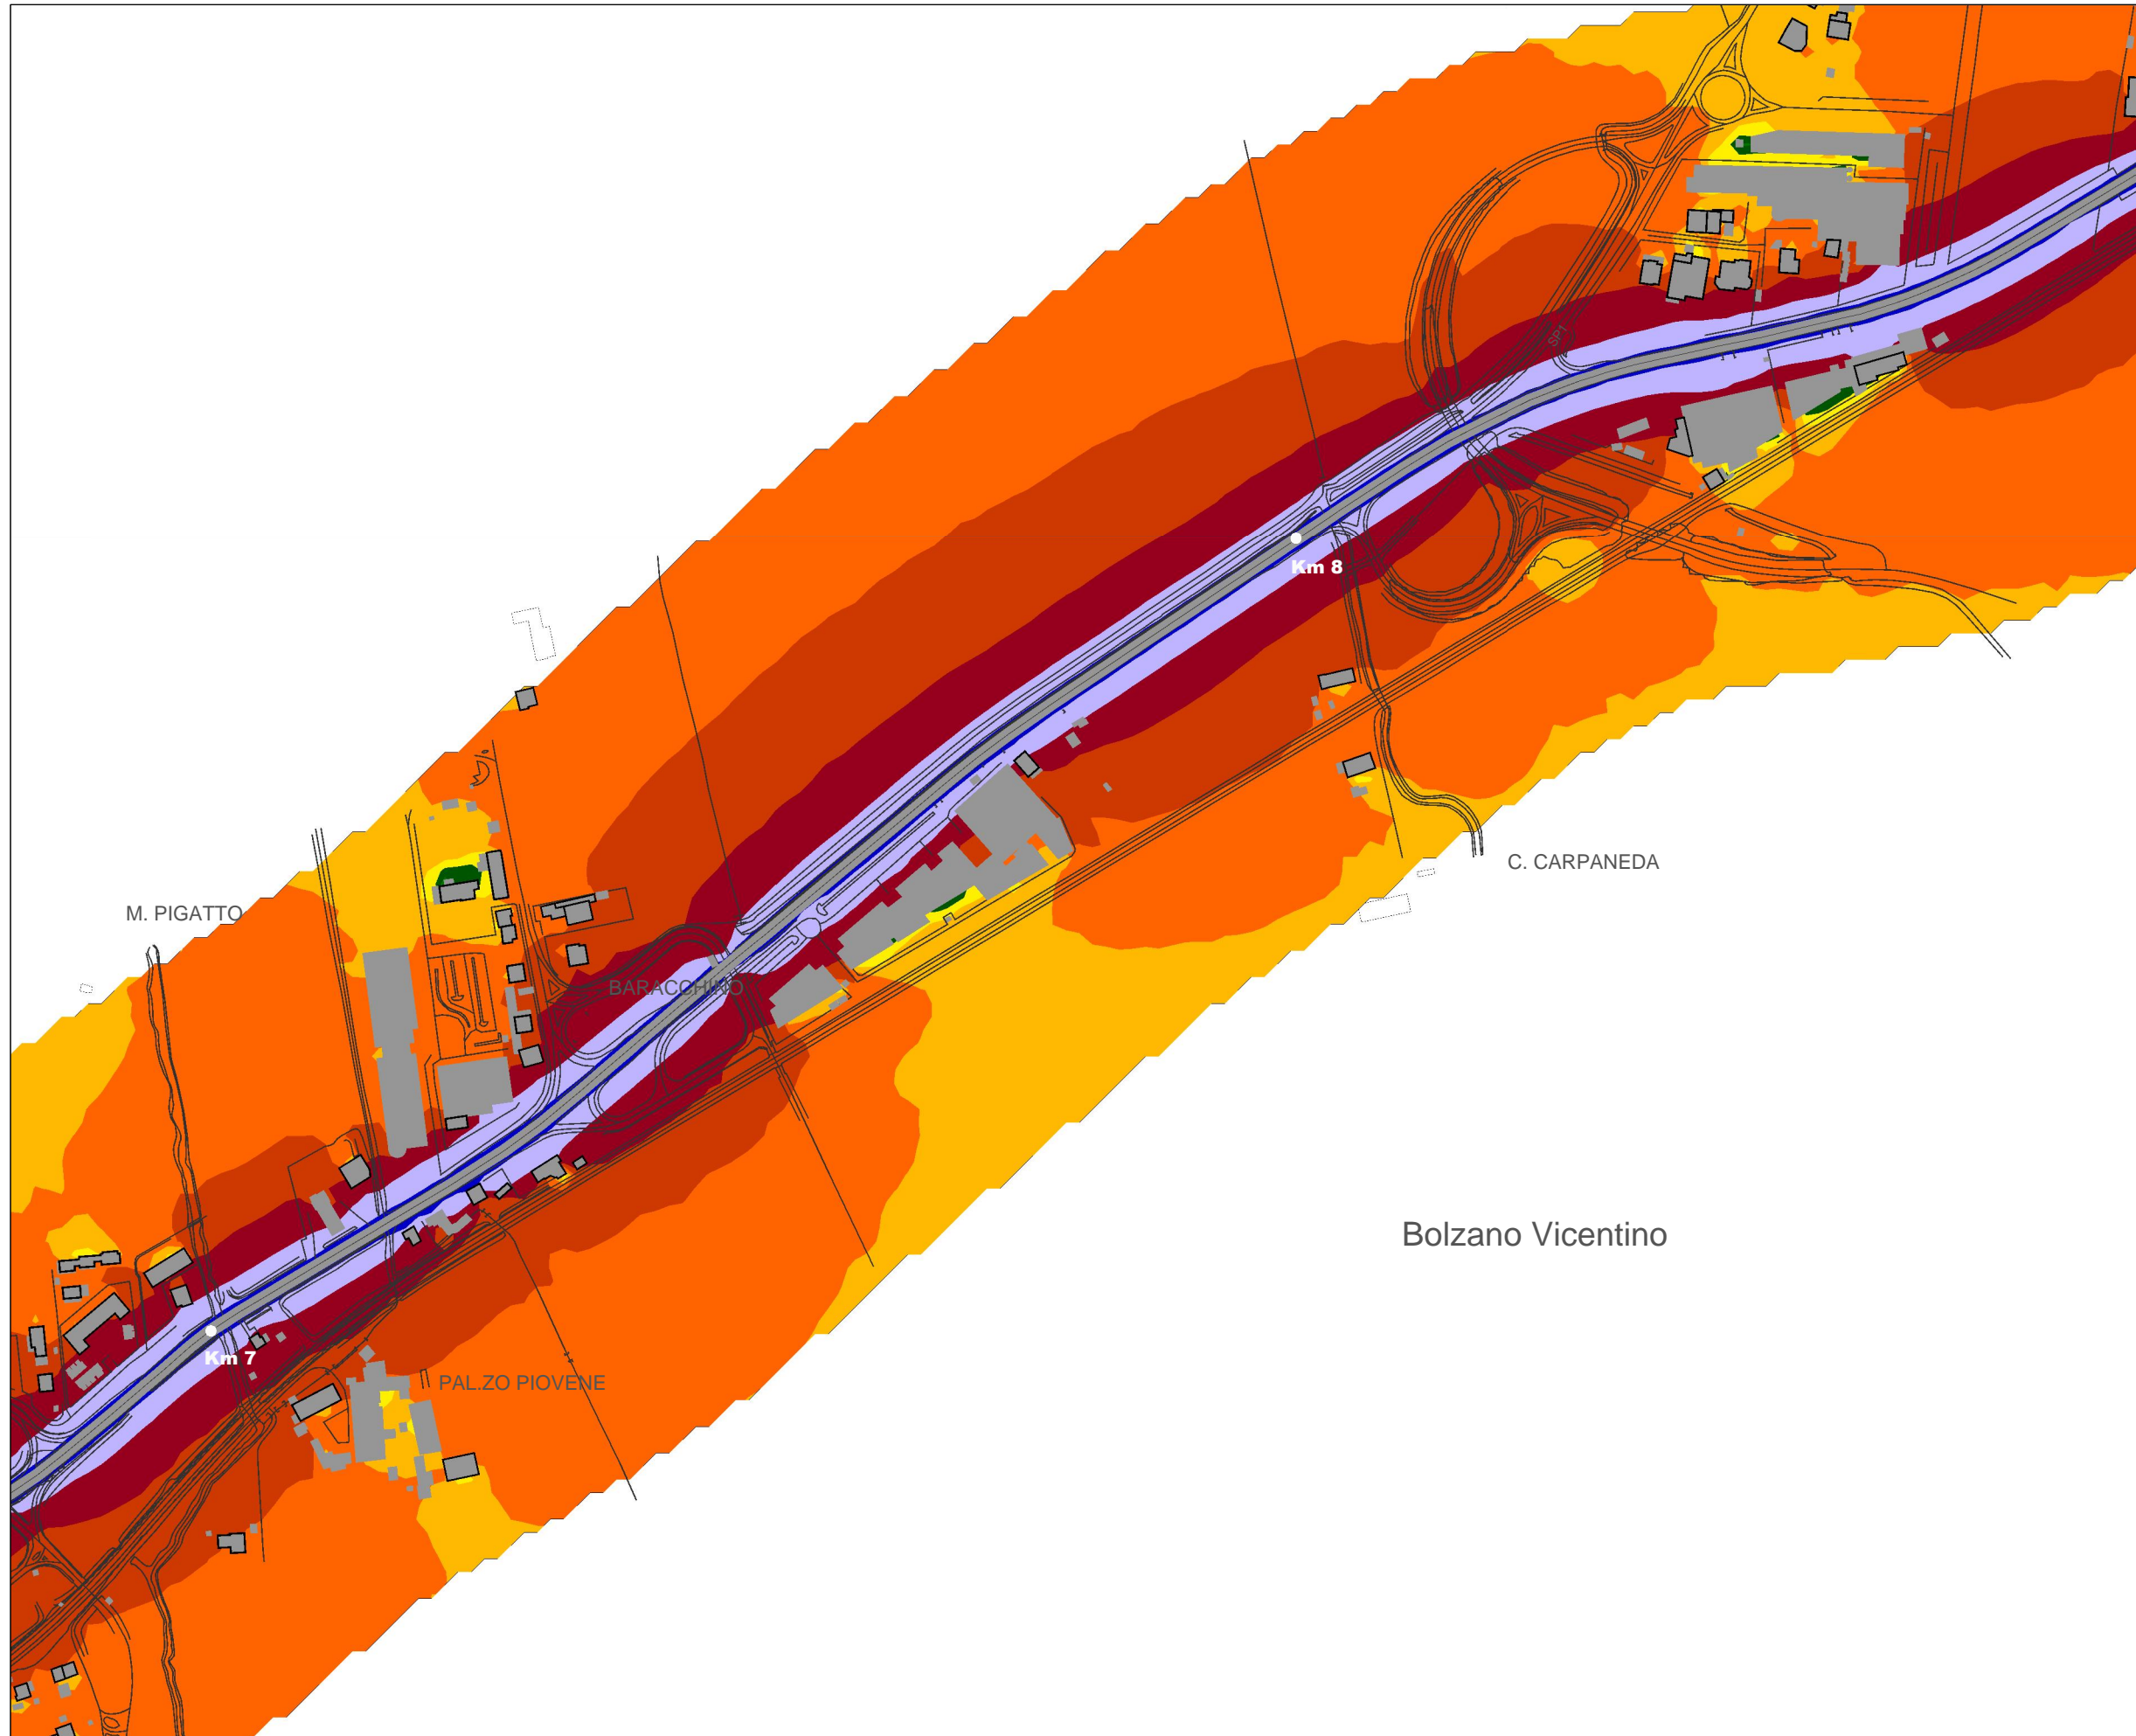 SP1
Km 8
C. CARPANEDA
M. PIGATTO
BARACCHINO
Bolzano Vicentino
Km 7
PAL.ZO PIOVENE